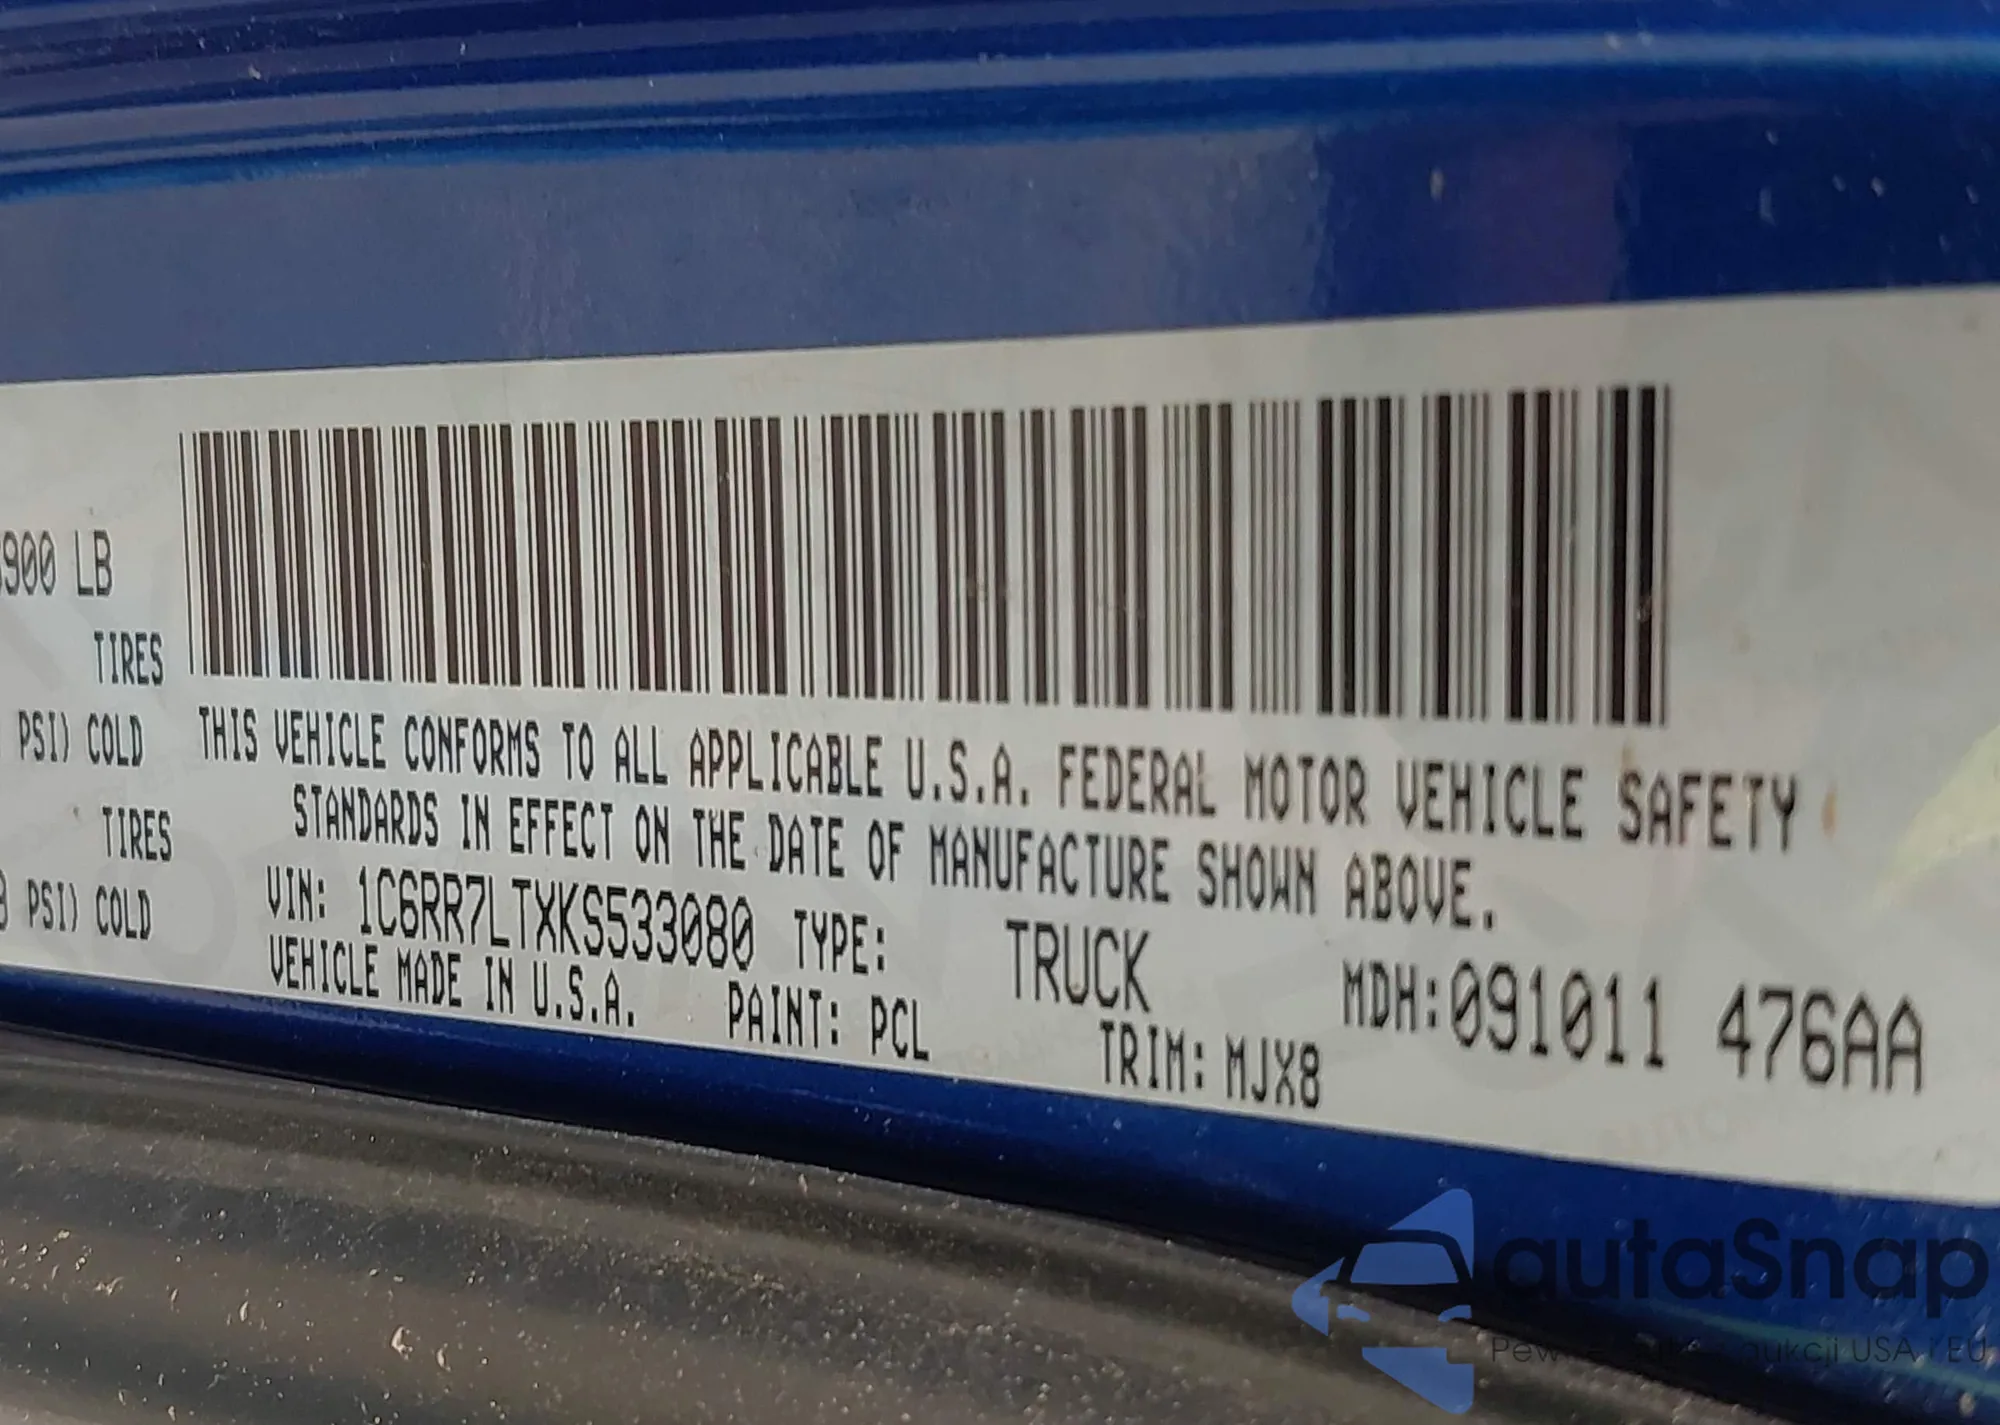 900 LB
TIRES
PSI) COLD
TIRES
PSI) COLD
THIS VEHICLE CONFORMS TO ALL APPLICABLE U.S.A. FEDERAL MOTOR VEHICLE SAFETY
STANDARDS IN EFFECT ON THE DATE OF MANUFACTURE SHOWN ABOVE.
VIN: 1C6RR7LTXKS533080 TYPE: TRUCK MDH:091011 476AA
VEHICLE MADE IN U.S.A. PAINT: PCL TRIM: MJX8
autaSnap
USA i EU